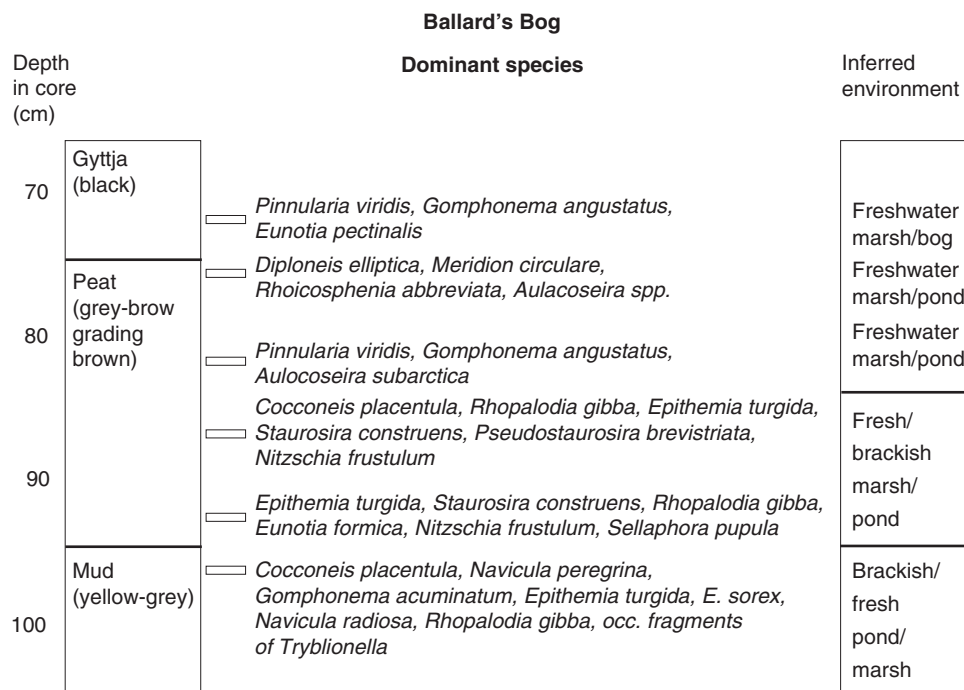 Ballard's Bog
Depth
in core
(cm)
Dominant species
Inferred
environment
Gyttja
(black)
70
Pinnularia viridis, Gomphonema angustatus,
Eunotia pectinalis
Freshwater
marsh/bog
Diploneis elliptica, Meridion circulare,
Rhoicosphenia abbreviata, Aulacoseira spp.
Freshwater
marsh/pond
Peat
(grey-brow
grading
brown)
80
Pinnularia viridis, Gomphonema angustatus,
Aulocoseira subarctica
Freshwater
marsh/pond
Cocconeis placentula, Rhopalodia gibba, Epithemia turgida,
Staurosira construens, Pseudostaurosira brevistriata,
Nitzschia frustulum
Fresh/
brackish
marsh/
pond
90
Epithemia turgida, Staurosira construens, Rhopalodia gibba,
Eunotia formica, Nitzschia frustulum, Sellaphora pupula
Mud
(yellow-grey)
100
Cocconeis placentula, Navicula peregrina,
Gomphonema acuminatum, Epithemia turgida, E. sorex,
Navicula radiosa, Rhopalodia gibba, occ. fragments
of Tryblionella
Brackish/
fresh
pond/
marsh